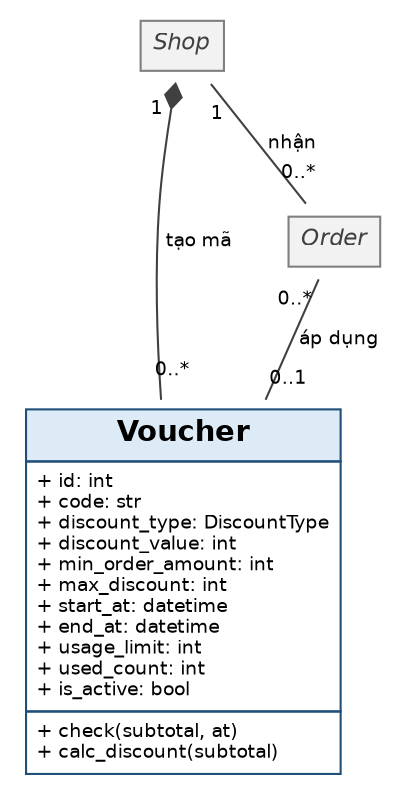 Shop
1
1
nhận
0..*
Order
tạo mã
0..*
áp dụng
0..*
0..1
Voucher
+ id: int
+ code: str
+ discount_type: DiscountType
+ discount_value: int
+ min_order_amount: int
+ max_discount: int
+ start_at: datetime
+ end_at: datetime
+ usage_limit: int
+ used_count: int
+ is_active: bool
+ check(subtotal, at)
+ calc_discount(subtotal)